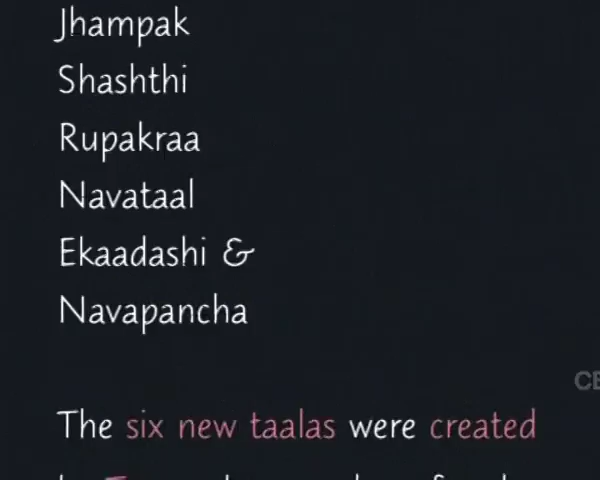 Jhampak
Shashthi
Rupakraa
Navataal
Ekaadashi &
Navapancha
The six new taalas were created